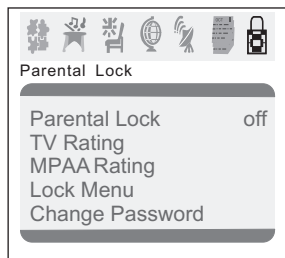 Parental Lock
Parental Lock off
TV Rating
MPAA Rating
Lock Menu
Change Password